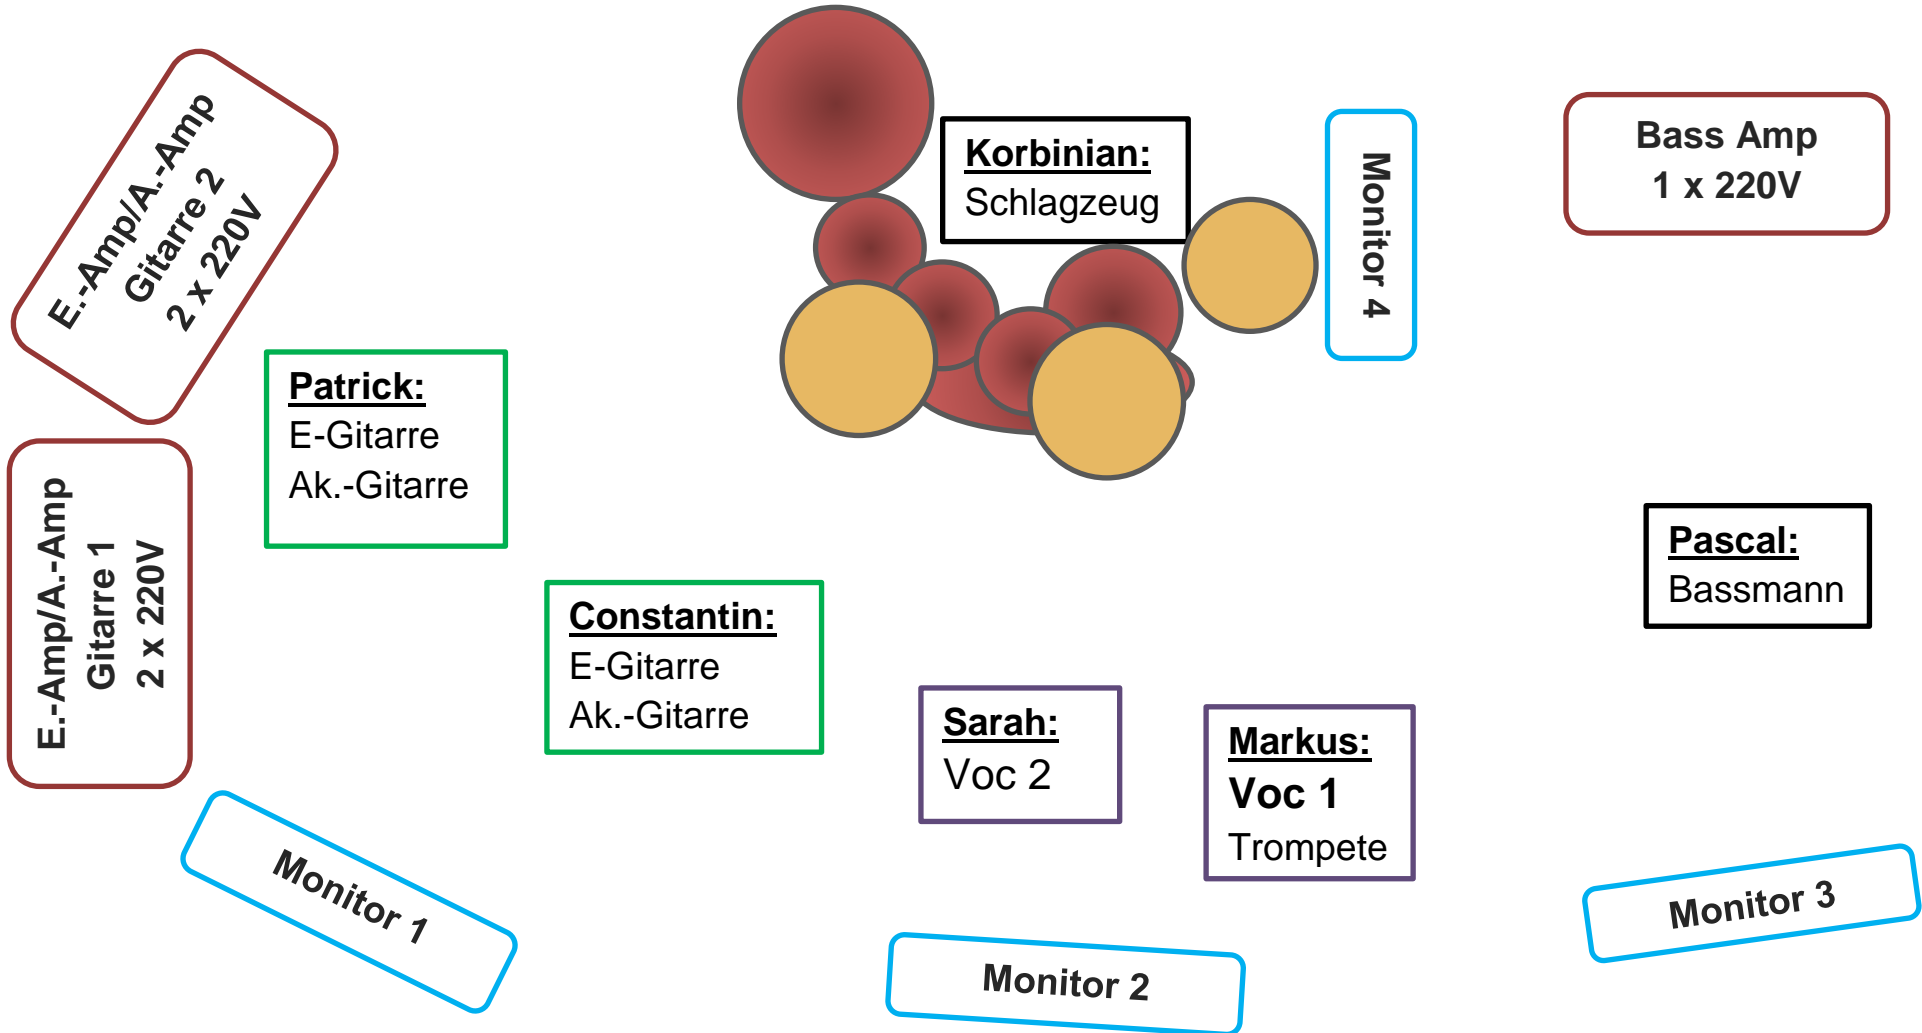 E.-Amp/A.-Amp
Gitarre 2
2 x 220V
Korbinian:
Schlagzeug
Monitor 4
Bass Amp
1 x 220V
Patrick:
E-Gitarre
Ak.-Gitarre
E.-Amp/A.-Amp
Gitarre 1
2 x 220V
Constantin:
E-Gitarre
Ak.-Gitarre
Pascal:
Bassmann
Sarah:
Voc 2
Markus:
Voc 1
Trompete
Monitor 1
Monitor 2
Monitor 3